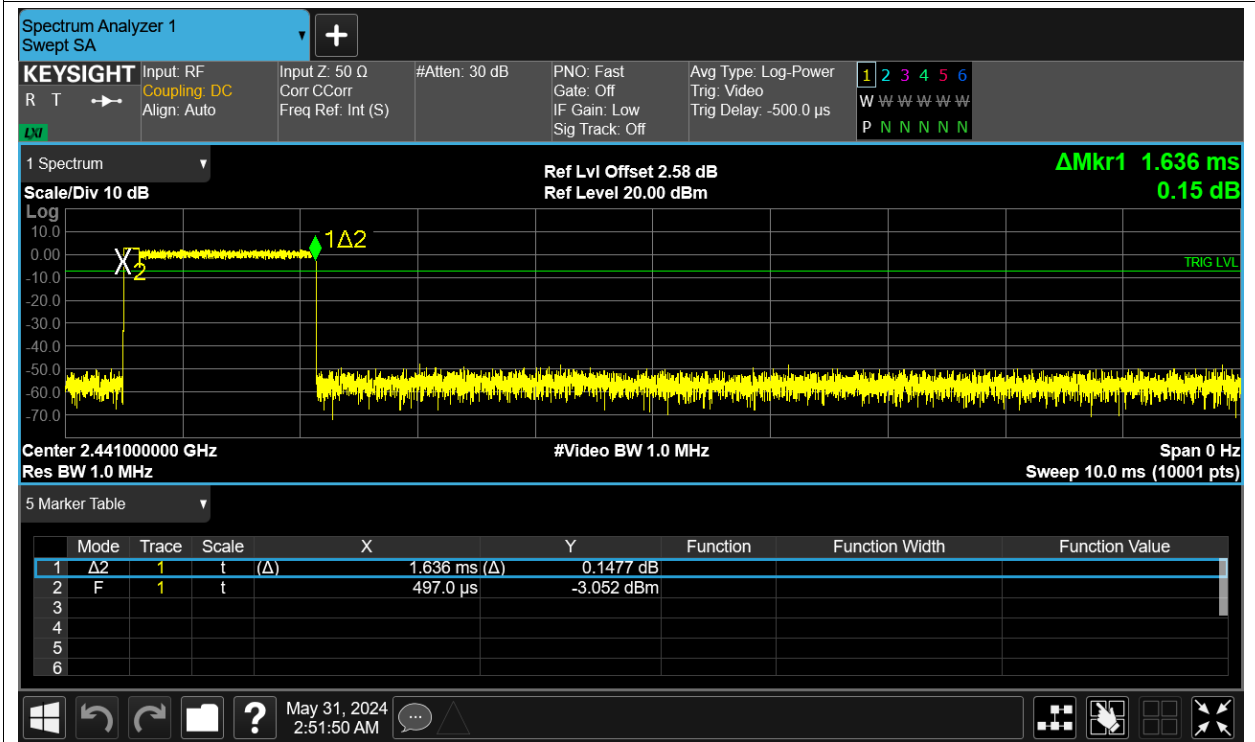 Spectrum Analyzer 1
Swept SA
+
KEYSIGHT
R T
LXI
Input: RF
Coupling: DC
Align: Auto
Input Z: 50 Ω
Corr CCorr
Freq Ref: Int (S)
#Atten: 30 dB
PNO: Fast
Gate: Off
IF Gain: Low
Sig Track: Off
Avg Type: Log-Power
Trig: Video
Trig Delay: -500.0 µs
1 2 3 4 5 6
W W W W W W
P N N N N N
1 Spectrum
Scale/Div 10 dB
Ref Lvl Offset 2.58 dB
Ref Level 20.00 dBm
ΔMkr1 1.636 ms
0.15 dB
Log
10.0
0.00
-10.0
-20.0
-30.0
-40.0
-50.0
-60.0
-70.0
X
2
1Δ2
TRIG LVL
Center 2.441000000 GHz
#Video BW 1.0 MHz
Span 0 Hz
Res BW 1.0 MHz
Sweep 10.0 ms (10001 pts)
5 Marker Table
Mode Trace Scale X Y Function Function Width Function Value
1 Δ2 1 t (Δ) 1.636 ms (Δ) 0.1477 dB
2 F 1 t 497.0 µs -3.052 dBm
3
4
5
6
?
May 31, 2024
2:51:50 AM